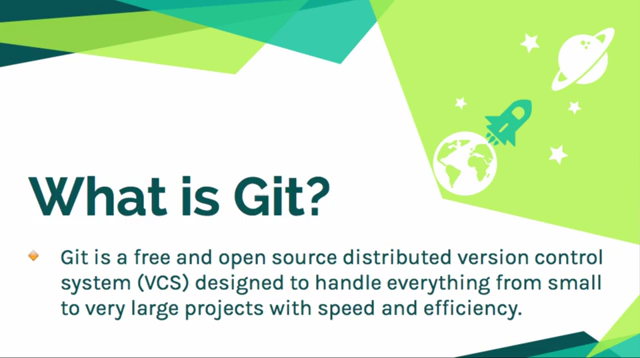 What is Git?
Git is a free and open source distributed version control
system (VCS) designed to handle everything from small
to very large projects with speed and efficiency.